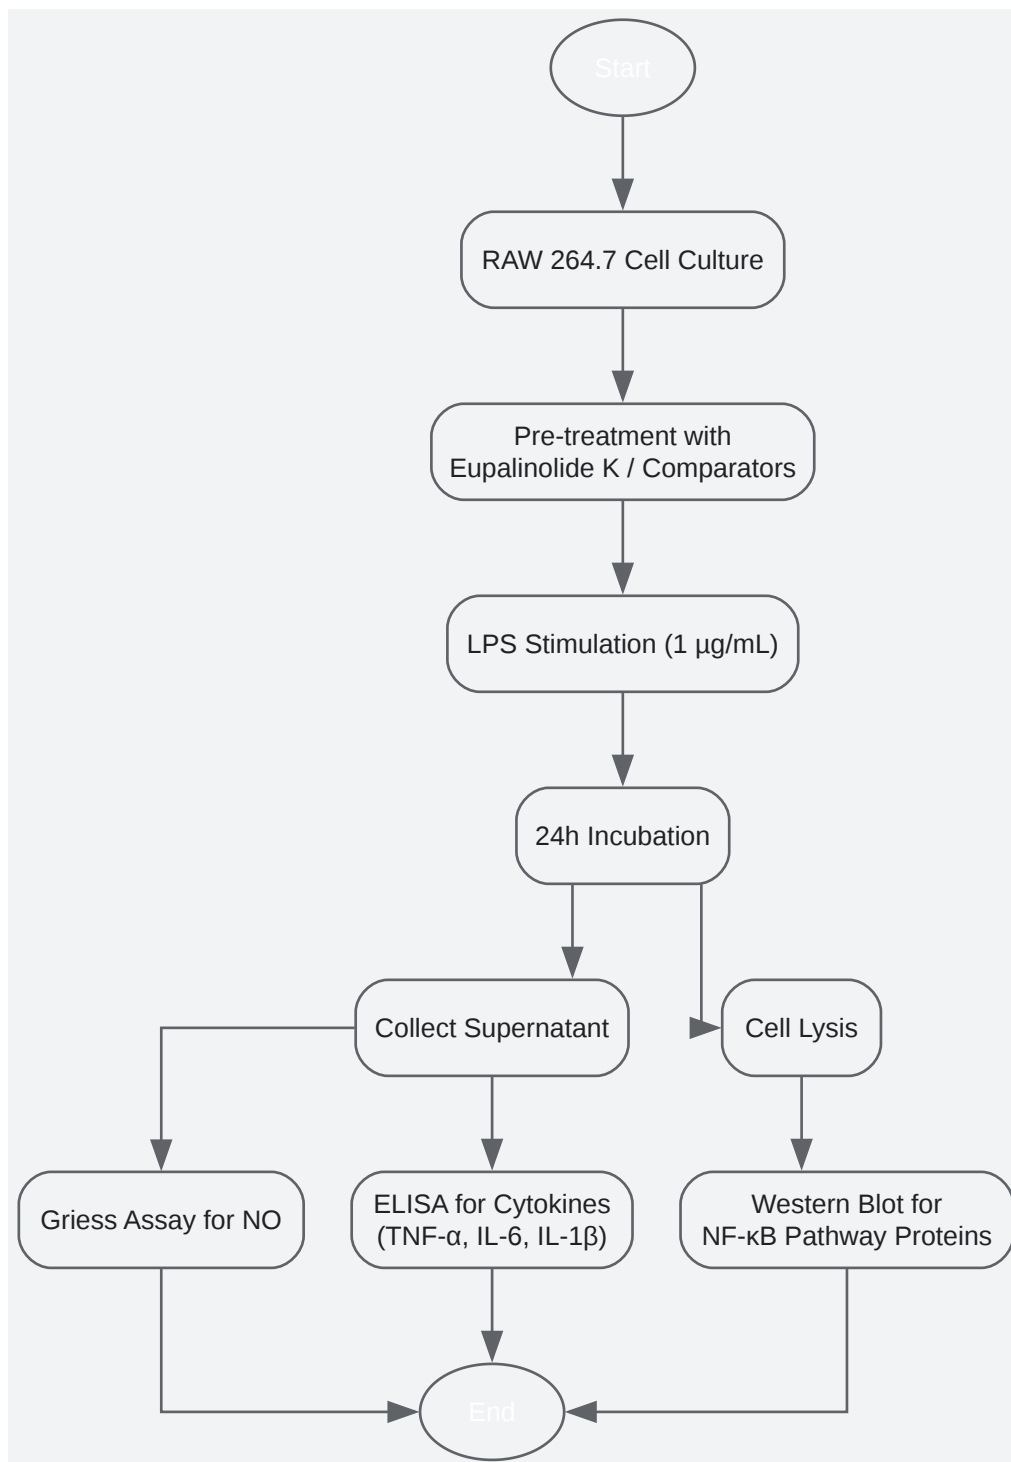 Start
RAW 264.7 Cell Culture
Pre-treatment with
Eupalinolide K / Comparators
LPS Stimulation (1 µg/mL)
24h Incubation
Collect Supernatant
Cell Lysis
Griess Assay for NO
ELISA for Cytokines
(TNF-α, IL-6, IL-1β)
Western Blot for
NF-κB Pathway Proteins
End